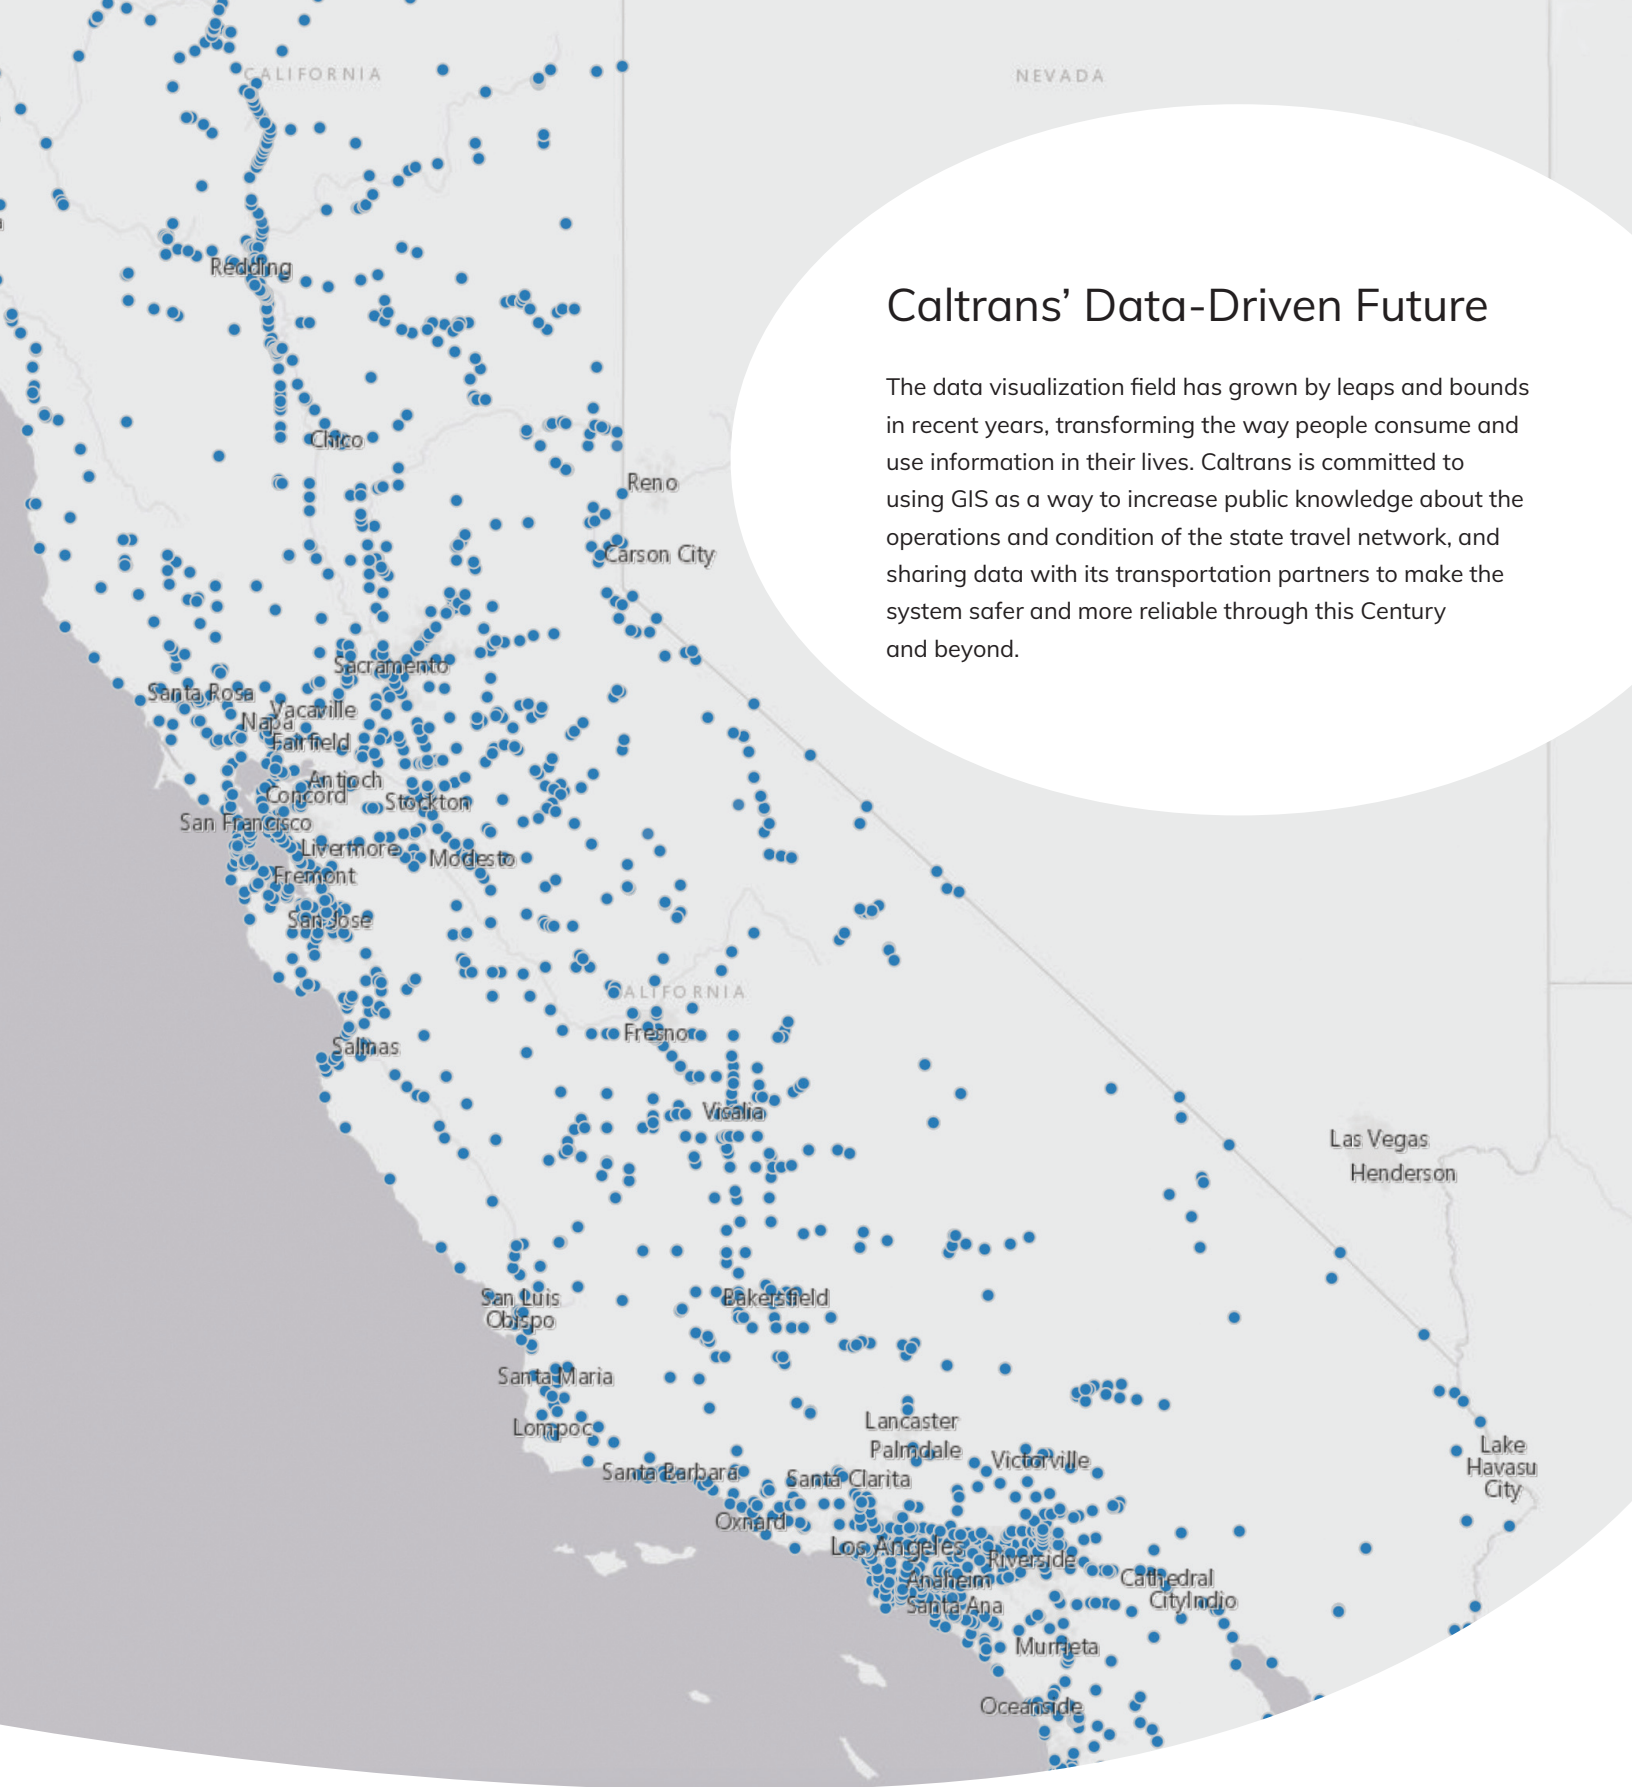 CALIFORNIA
NEVADA
Caltrans’ Data-Driven Future
The data visualization field has grown by leaps and bounds
in recent years, transforming the way people consume and
use information in their lives. Caltrans is committed to
using GIS as a way to increase public knowledge about the
operations and condition of the state travel network, and
sharing data with its transportation partners to make the
system safer and more reliable through this Century
and beyond.
Redding
Chico
Reno
Carson City
Sacramento
Santa Rosa
Vacaville
Napa
Fairfield
Antioch
Concord
Stockton
San Francisco
Livermore
Modesto
Fremont
San Jose
CALIFORNIA
Fresno
Salinas
Visalia
Las Vegas
Henderson
San Luis
Obispo
Bakersfield
Santa Maria
Lompoc
Lancaster
Palmdale
Victorville
Lake
Havasu
City
Santa Barbara
Santa Clarita
Oxnard
Los Angeles
Riverside
Anaheim
Cathedral
City
Indio
Santa Ana
Murrieta
Oceanside